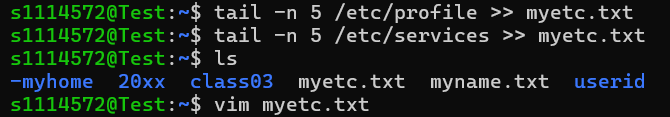 s1114572@Test:~$ tail -n 5 /etc/profile >> myetc.txt
s1114572@Test:~$ tail -n 5 /etc/services >> myetc.txt
s1114572@Test:~$ ls
-myhome  20xx  class03  myetc.txt  myname.txt  userid
s1114572@Test:~$ vim myetc.txt